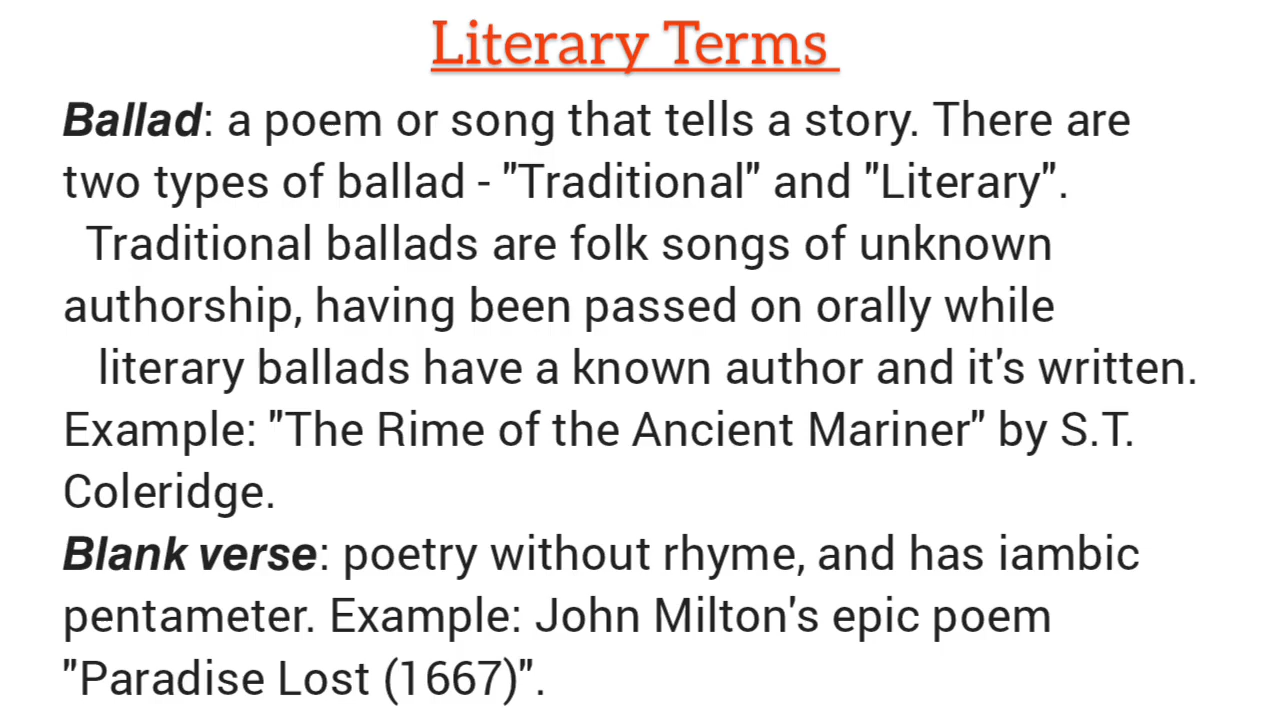 Literary Terms
Ballad: a poem or song that tells a story. There are
two types of ballad - "Traditional" and "Literary".
Traditional ballads are folk songs of unknown
authorship, having been passed on orally while
literary ballads have a known author and it's written.
Example: "The Rime of the Ancient Mariner" by S.T.
Coleridge.
Blank verse: poetry without rhyme, and has iambic
pentameter. Example: John Milton's epic poem
"Paradise Lost (1667)".